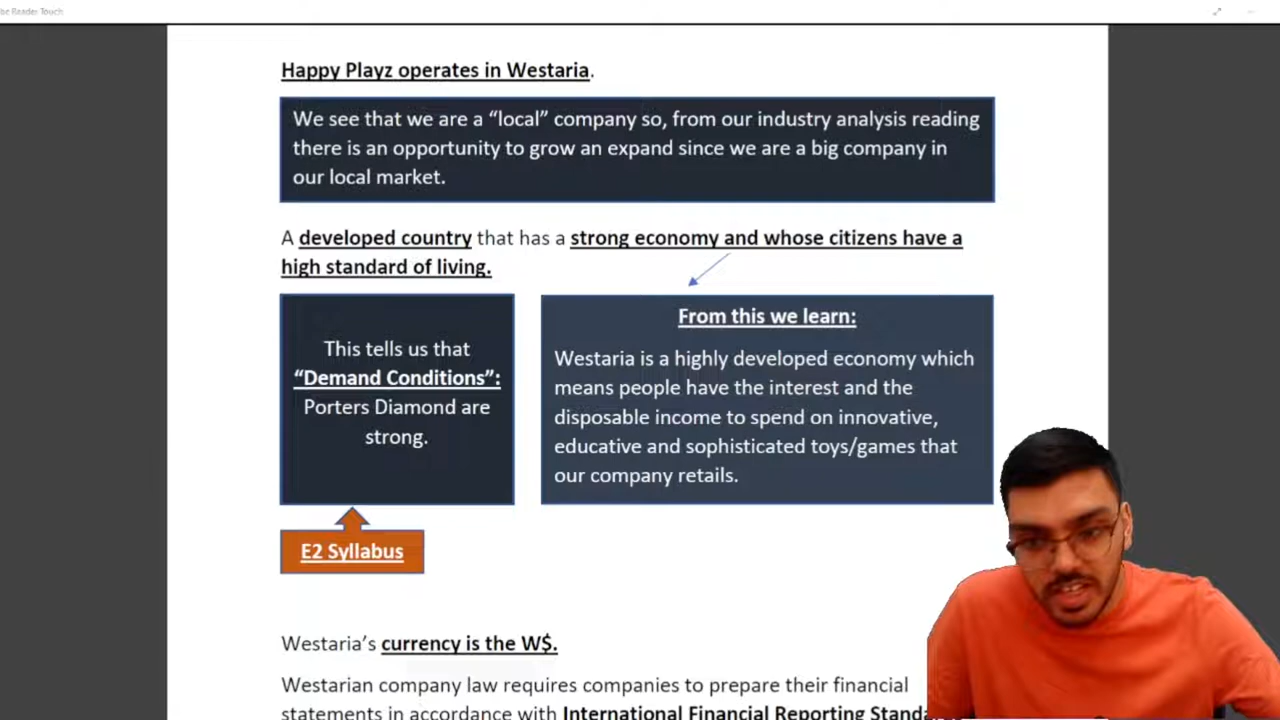 be Reader Touch
Happy Playz operates in Westaria.
We see that we are a “local” company so, from our industry analysis reading
there is an opportunity to grow an expand since we are a big company in
our local market.
A developed country that has a strong economy and whose citizens have a
high standard of living.
This tells us that
“Demand Conditions”:
Porters Diamond are
strong.
From this we learn:
Westaria is a highly developed economy which
means people have the interest and the
disposable income to spend on innovative,
educative and sophisticated toys/games that
our company retails.
E2 Syllabus
Westaria’s currency is the W$.
Westarian company law requires companies to prepare their financial
statements in accordance with International Financial Reporting